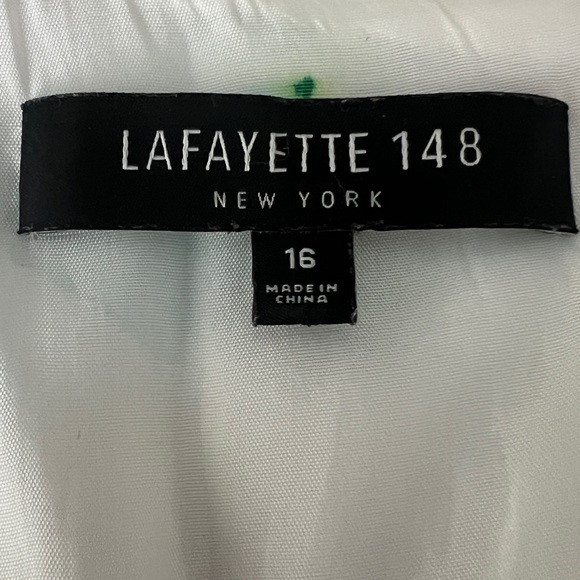 LAFAYETTE 148
NEW YORK
16
MADE IN
CHINA